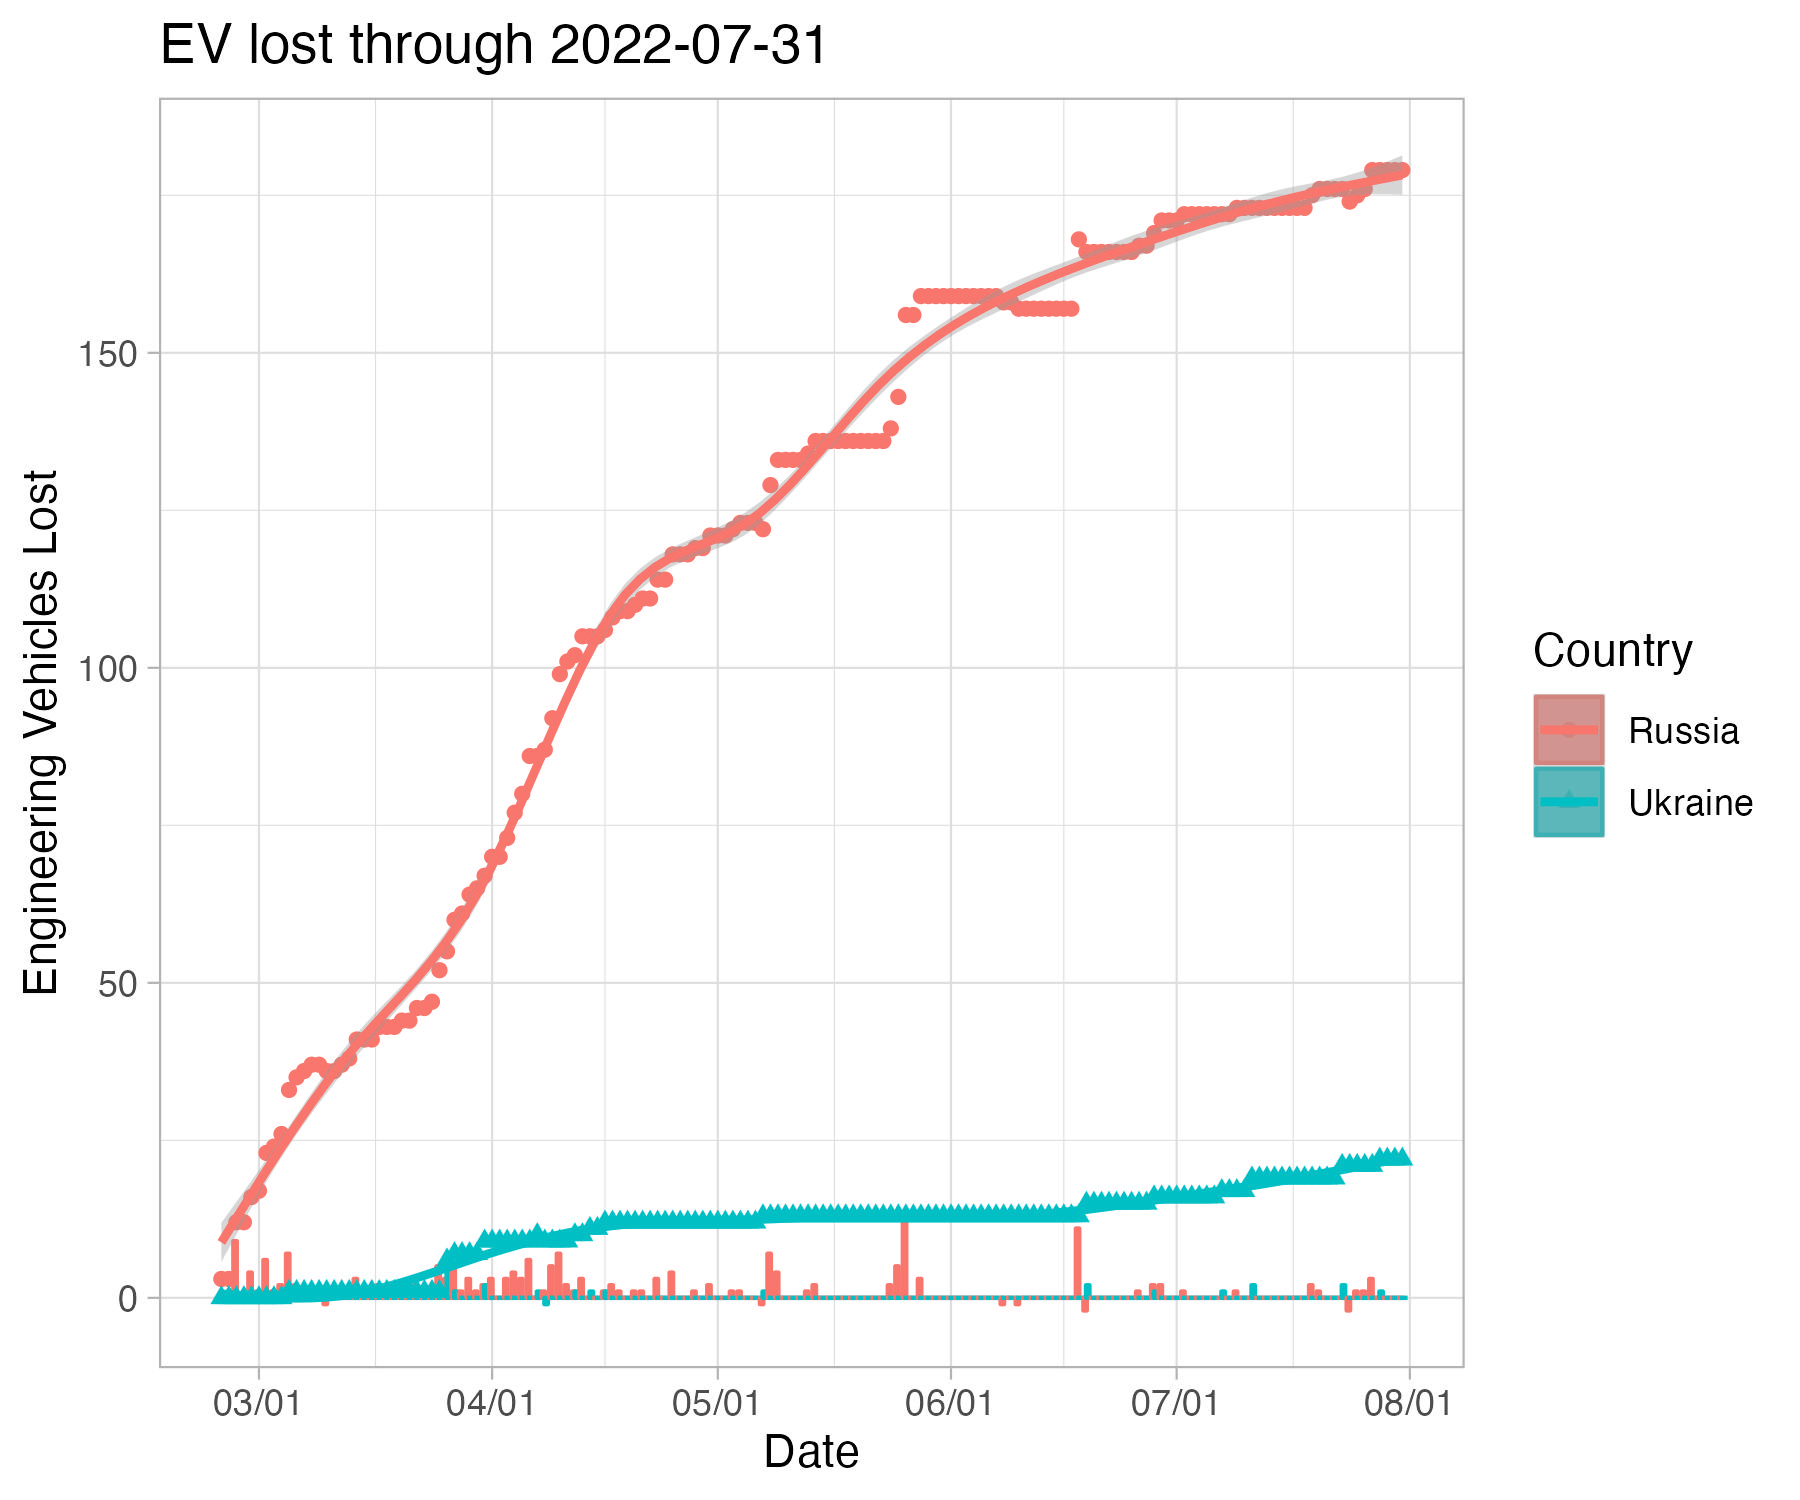 EV lost through 2022-07-31
Engineering Vehicles Lost
150
100
50
0
03/01 04/01 05/01 06/01 07/01 08/01
Date
Country
Russia
Ukraine